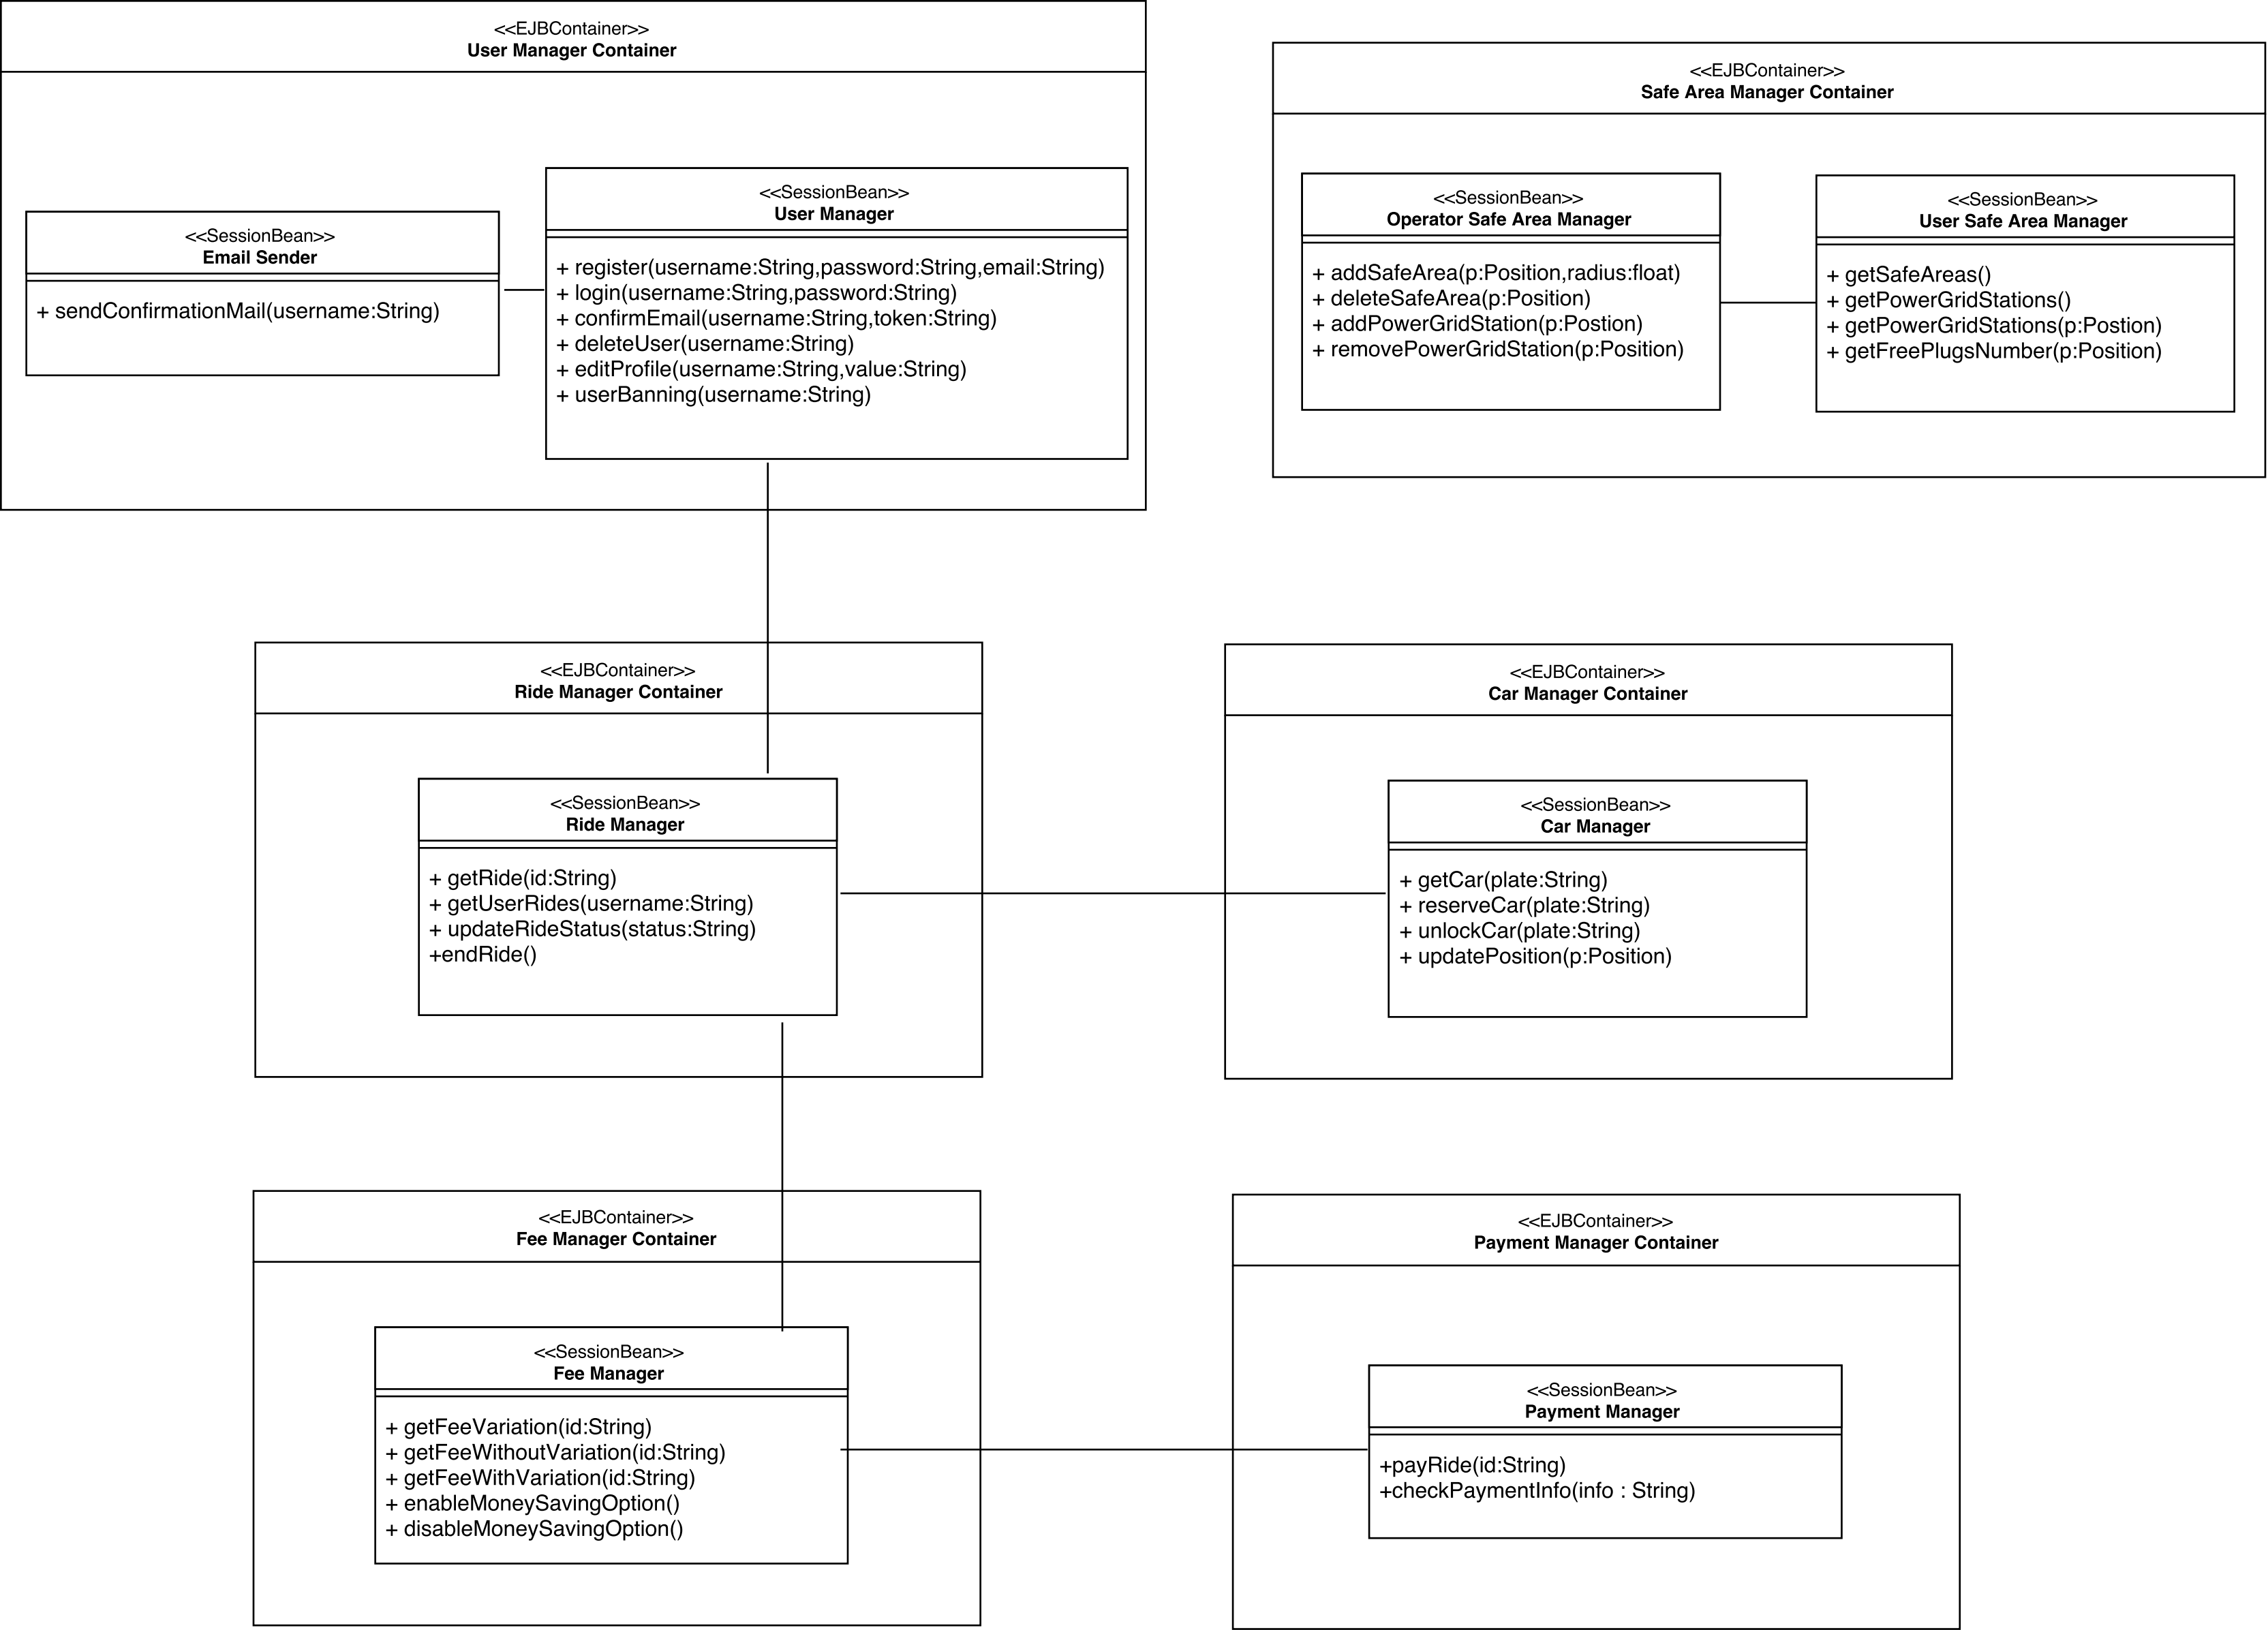 <<EJBContainer>>
User Manager Container
<<SessionBean>>
Email Sender
+ sendConfirmationMail(username:String)
<<SessionBean>>
User Manager
+ register(username:String,password:String,email:String)
+ login(username:String,password:String)
+ confirmEmail(username:String,token:String)
+ deleteUser(username:String)
+ editProfile(username:String,value:String)
+ userBanning(username:String)
<<EJBContainer>>
Safe Area Manager Container
<<SessionBean>>
Operator Safe Area Manager
+ addSafeArea(p:Position,radius:float)
+ deleteSafeArea(p:Position)
+ addPowerGridStation(p:Postion)
+ removePowerGridStation(p:Position)
<<SessionBean>>
User Safe Area Manager
+ getSafeAreas()
+ getPowerGridStations()
+ getPowerGridStations(p:Postion)
+ getFreePlugsNumber(p:Position)
<<EJBContainer>>
Ride Manager Container
<<SessionBean>>
Ride Manager
+ getRide(id:String)
+ getUserRides(username:String)
+ updateRideStatus(status:String)
+endRide()
<<EJBContainer>>
Car Manager Container
<<SessionBean>>
Car Manager
+ getCar(plate:String)
+ reserveCar(plate:String)
+ unlockCar(plate:String)
+ updatePosition(p:Position)
<<EJBContainer>>
Fee Manager Container
<<SessionBean>>
Fee Manager
+ getFeeVariation(id:String)
+ getFeeWithoutVariation(id:String)
+ getFeeWithVariation(id:String)
+ enableMoneySavingOption()
+ disableMoneySavingOption()
<<EJBContainer>>
Payment Manager Container
<<SessionBean>>
Payment Manager
+payRide(id:String)
+checkPaymentInfo(info : String)